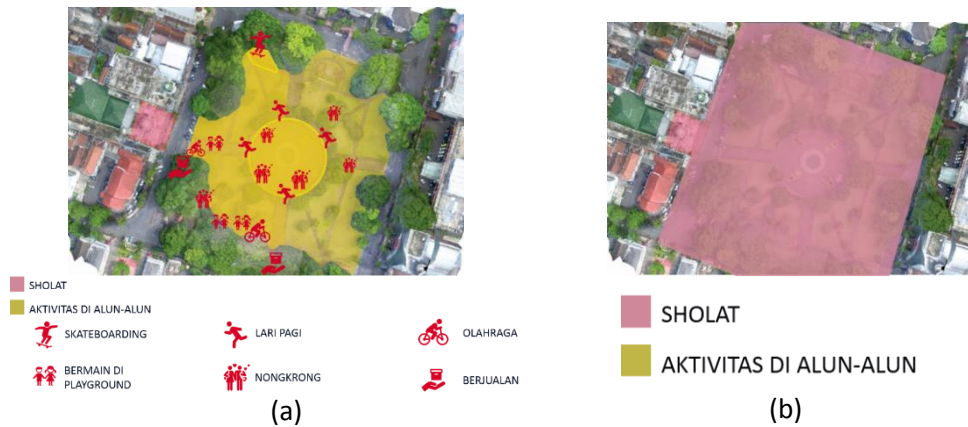 SHOLAT
AKTIVITAS DI ALUN-ALUN
SKATEBOARDING
LARI PAGI
OLAHRAGA
BERMAIN DI
PLAYGROUND
NONGKRONG
BERJUALAN
(a)
SHOLAT
AKTIVITAS DI ALUN-ALUN
(b)